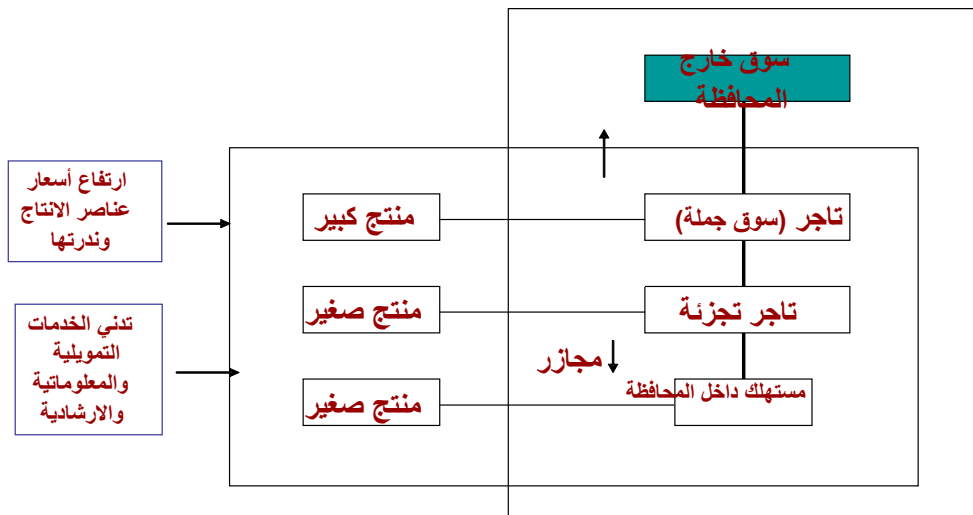 سوق خارج
المحافظة
ارتفاع أسعار
عناصر الانتاج
وندرتها
منتج كبير
تاجر (سوق جملة)
تدني الخدمات
التمويلية
والمعلوماتية
والارشادية
منتج صغير
تاجر تجزئة
مجازر
منتج صغير
مستهلك داخل المحافظة